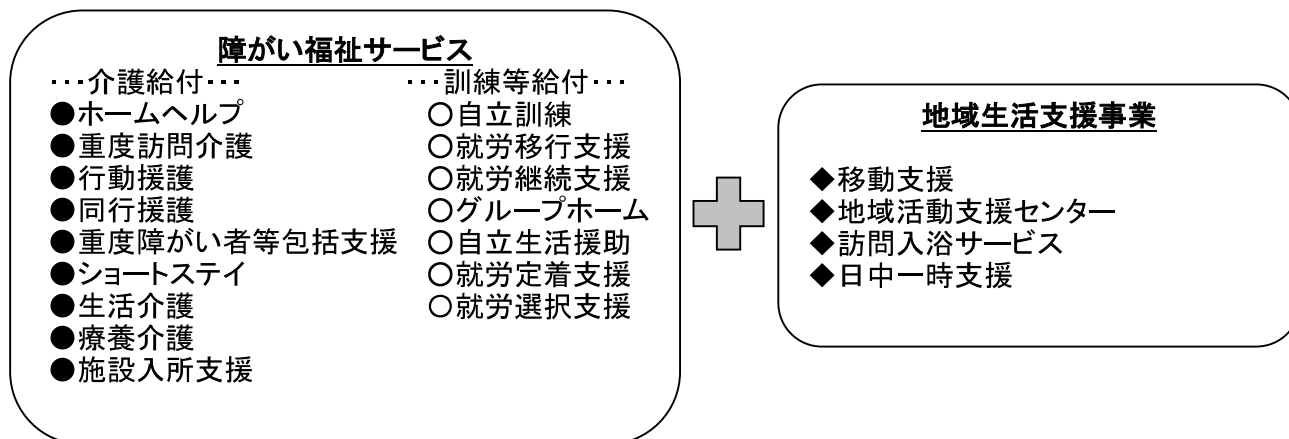 障がい福祉サービス
･･･介護給付･･･
●ホームヘルプ
●重度訪問介護
●行動援護
●同行援護
●重度障がい者等包括支援
●ショートステイ
●生活介護
●療養介護
●施設入所支援
･･･訓練等給付･･･
○自立訓練
○就労移行支援
○就労継続支援
○グループホーム
○自立生活援助
○就労定着支援
○就労選択支援
地域生活支援事業
◆移動支援
◆地域活動支援センター
◆訪問入浴サービス
◆日中一時支援